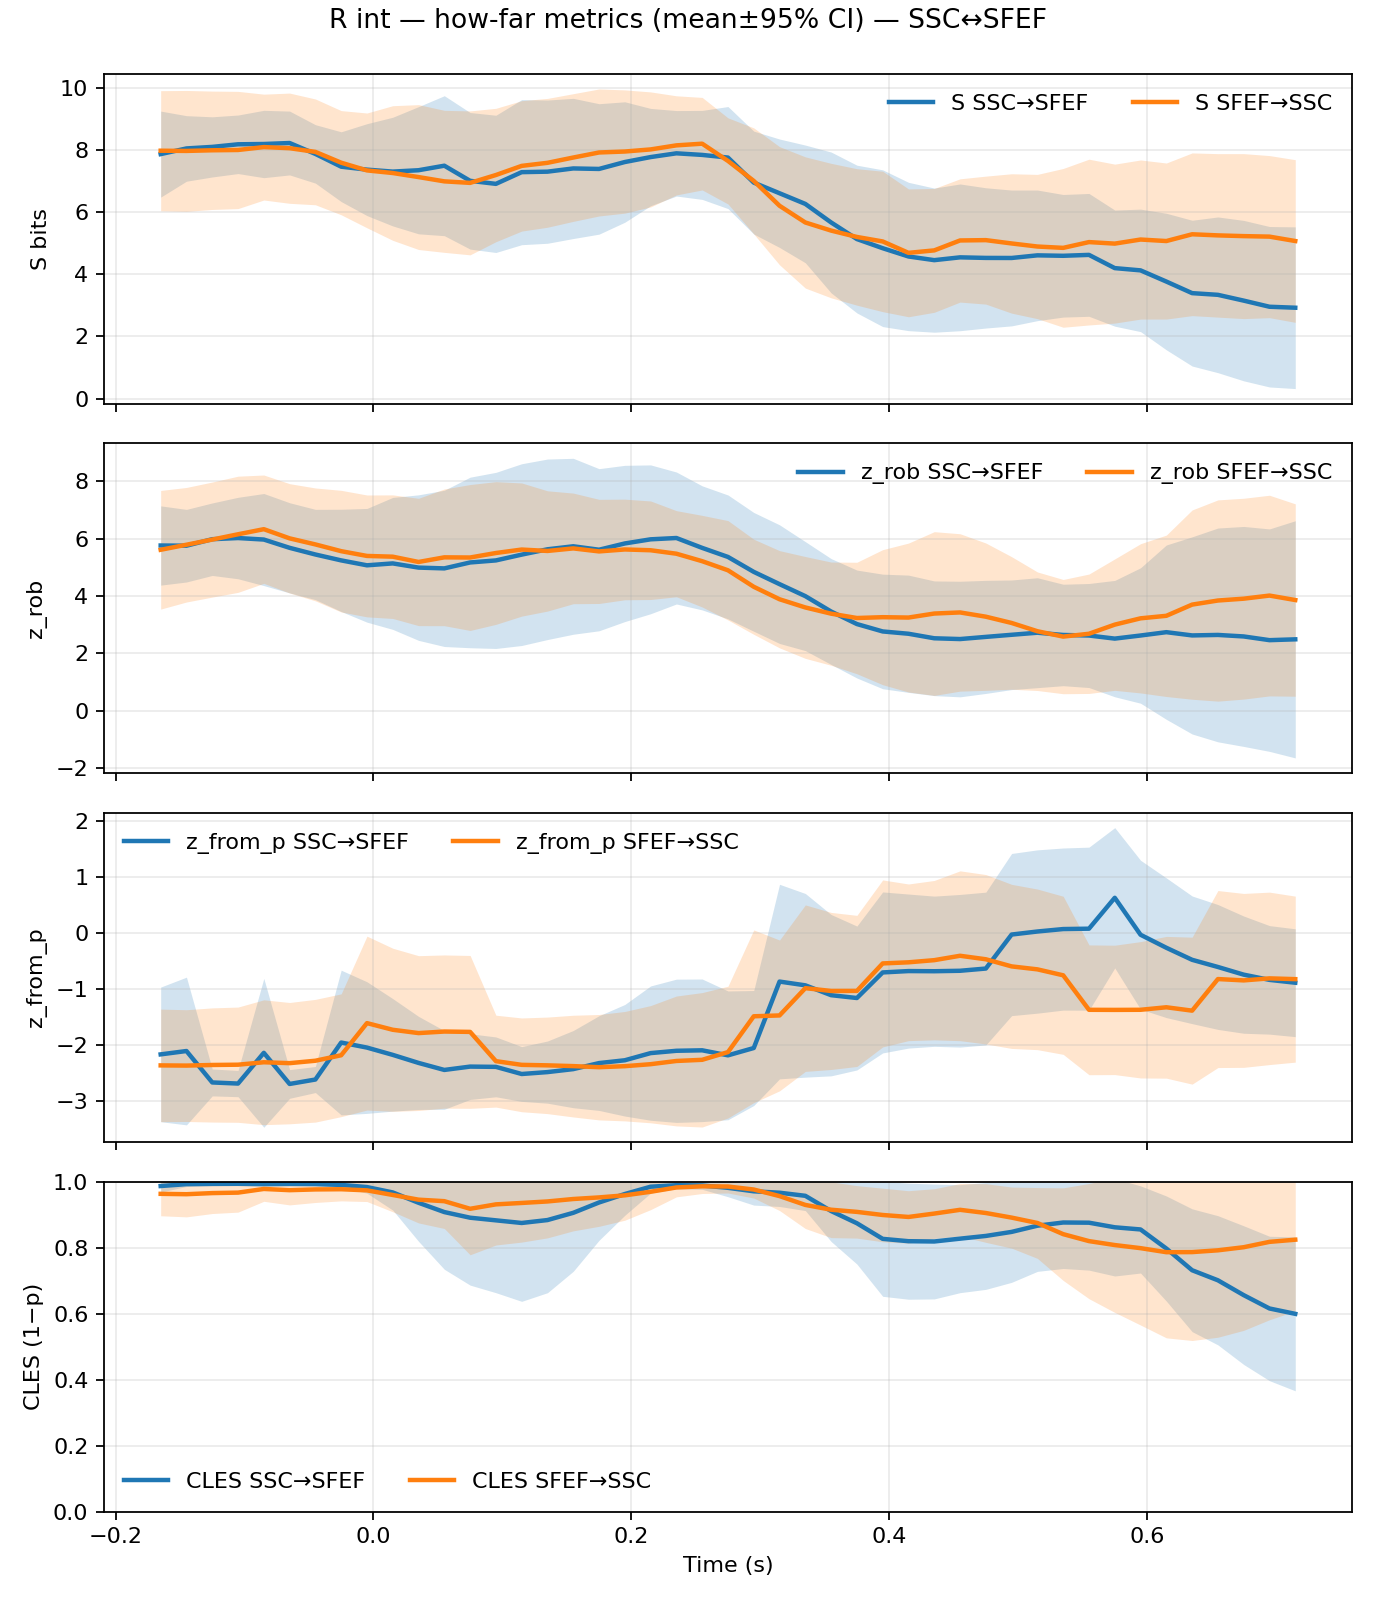 R int — how-far metrics (mean±95% CI) — SSC↔SFEF
10
8
6
4
2
0
S bits
S SSC→SFEF
S SFEF→SSC
8
6
4
2
0
−2
z_rob
z_rob SSC→SFEF
z_rob SFEF→SSC
2
1
0
−1
−2
−3
z_from_p
z_from_p SSC→SFEF
z_from_p SFEF→SSC
1.0
0.8
0.6
0.4
0.2
0.0
CLES (1−p)
CLES SSC→SFEF
CLES SFEF→SSC
−0.2
0.0
0.2
0.4
0.6
Time (s)